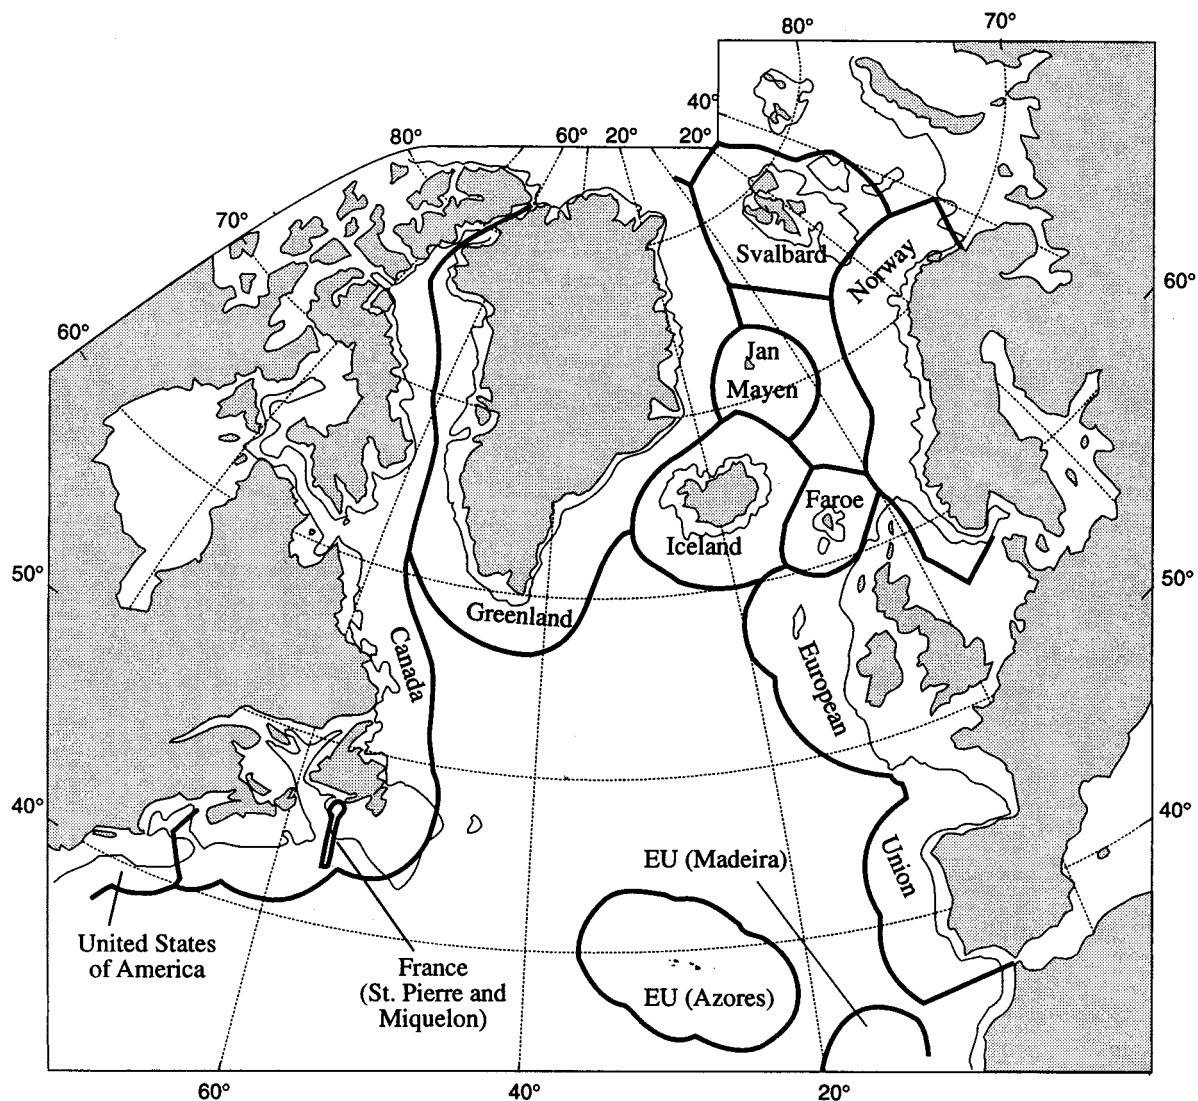 70°
80°
40°
80°
60°
20°
20°
70°
Svalbard
Norway
60°
60°
Jan
Mayen
Faroe
Iceland
50°
50°
Greenland
Canada
European
40°
40°
EU (Madeira)
Union
United States
of America
France
(St. Pierre and
Miquelon)
EU (Azores)
60°
40°
20°